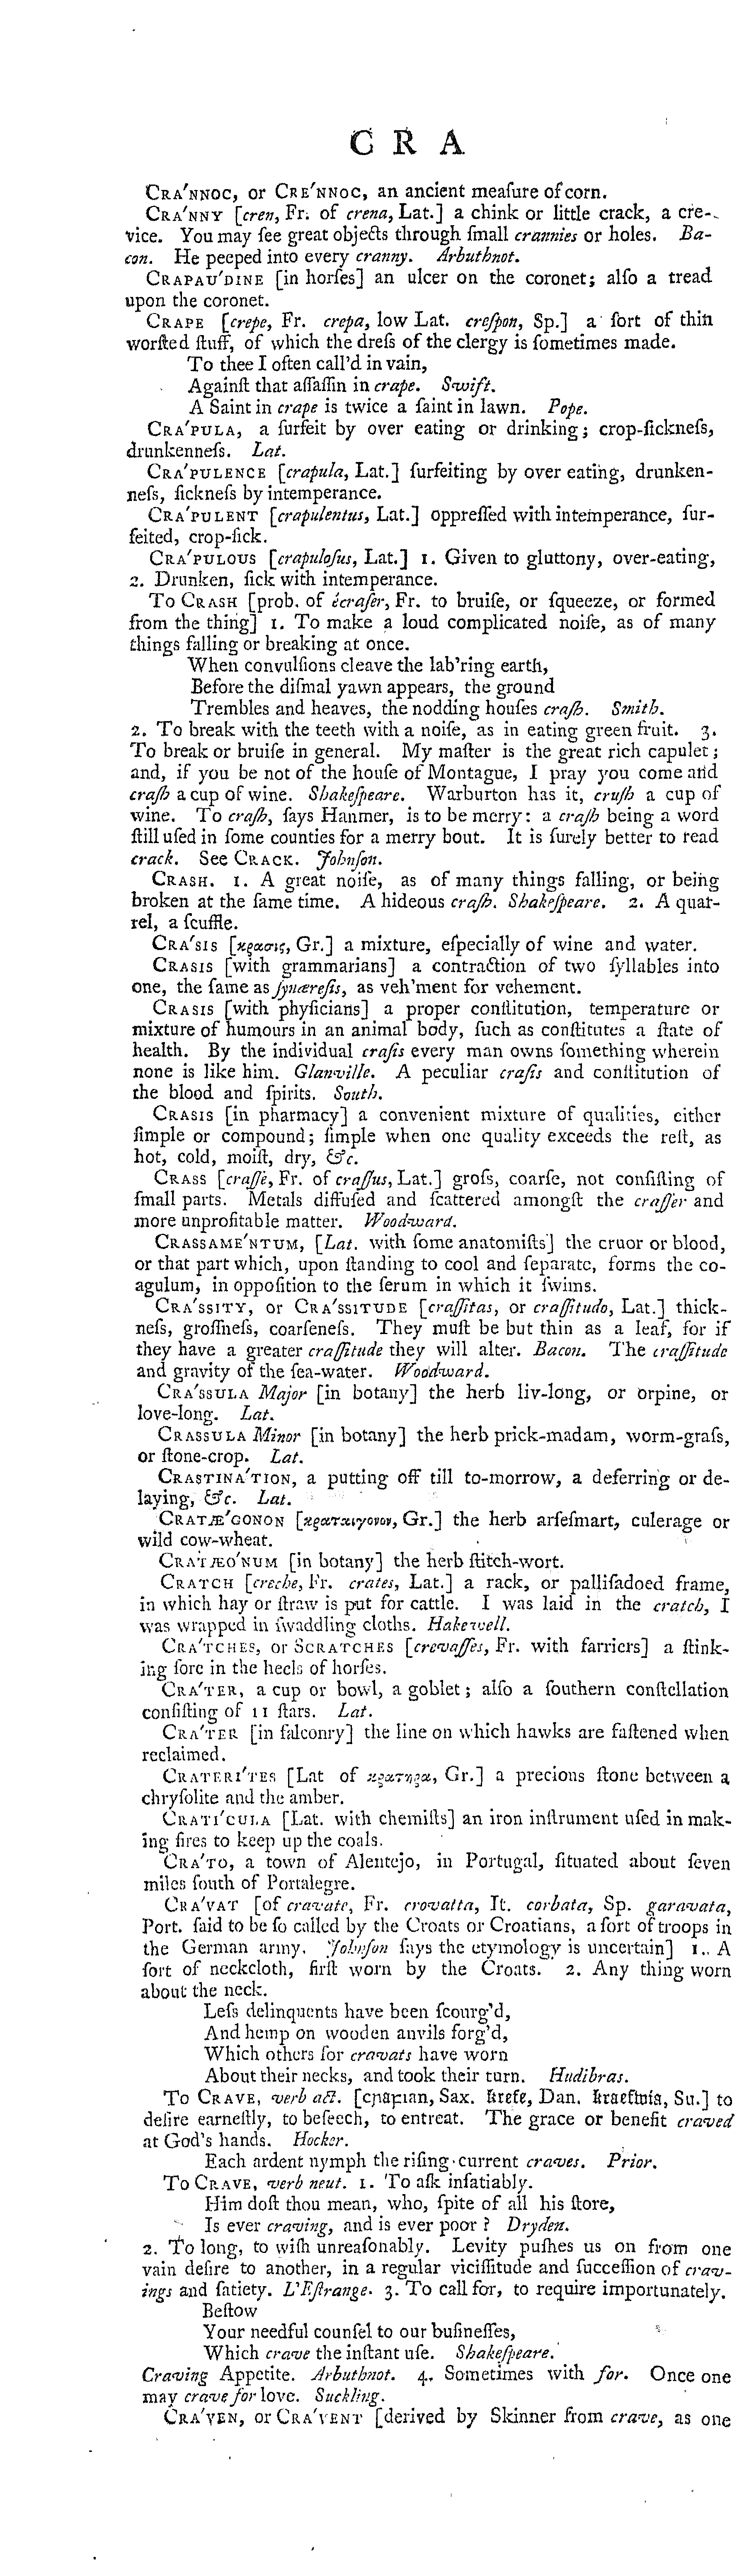 C R A
CRA'NNOC, or CRE'NNOC, an ancient meaſure of corn.
CRA'NNY [cren, Fr. of crena, Lat.] a chink or little crack, a cre-
vice. You may ſee great objects through ſmall crannies or holes. Ba-
con. He peeped into every cranny. Arbuthnot.
CRAPAU'DINE [in horſes] an ulcer on the coronet; alſo a tread
upon the coronet.
CRAPE [crepe, Fr. crepa, low Lat. creſpon, Sp.] a ſort of thin
worſted ſtuff, of which the dreſs of the clergy is ſometimes made.
To thee I often call'd in vain,
Againſt that aſſaſſin in crape. Swift.
A Saint in crape is twice a ſaint in lawn. Pope.
CRA'PULA, a ſurfeit by over eating or drinking; crop-ſickneſs,
drunkenneſs. Lat.
CRA'PULENCE [crapula, Lat.] ſurfeiting by over eating, drunken-
neſs, ſickneſs by intemperance.
CRA'PULENT [crapulentus, Lat.] oppreſſed with intemperance, ſur-
feited, crop-ſick.
CRA'PULOUS [crapuloſus, Lat.] 1. Given to gluttony, over-eating,
2. Drunken, ſick with intemperance.
To CRASH [prob. of écraſer, Fr. to bruiſe, or ſqueeze, or formed
from the thing] 1. To make a loud complicated noiſe, as of many
things falling or breaking at once.
When convulſions cleave the lab'ring earth,
Before the diſmal yawn appears, the ground
Trembles and heaves, the nodding houſes craſh. Smith.
2. To break with the teeth with a noiſe, as in eating green fruit. 3.
To break or bruiſe in general. My maſter is the great rich capulet;
and, if you be not of the houſe of Montague, I pray you come and
craſh a cup of wine. Shakeſpeare. Warburton has it, cruſh a cup of
wine. To craſh, ſays Hanmer, is to be merry: a craſh being a word
ſtill uſed in ſome counties for a merry bout. It is ſurely better to read
crack. See CRACK. Johnſon.
CRASH. 1. A great noiſe, as of many things falling, or being
broken at the ſame time. A hideous craſh. Shakeſpeare. 2. A quar-
rel, a ſcuffle.
CRA'SIS [κρασις, Gr.] a mixture, eſpecially of wine and water.
CRASIS [with grammarians] a contraction of two ſyllables into
one, the ſame as ſynæreſis, as veh'ment for vehement.
CRASIS [with phyſicians] a proper conſtitution, temperature or
mixture of humours in an animal body, ſuch as conſtitutes a ſtate of
health. By the individual craſis every man owns ſomething wherein
none is like him. Glanville. A peculiar craſis and conſtitution of
the blood and ſpirits. South.
CRASIS [in pharmacy] a convenient mixture of qualities, either
ſimple or compound; ſimple when one quality exceeds the reſt, as
hot, cold, moiſt, dry, &c.
CRASS [craſſe, Fr. of craſſus, Lat.] groſs, coarſe, not conſiſting of
ſmall parts. Metals diffuſed and ſcattered amongſt the craſſer and
more unprofitable matter. Woodward.
CRASSAME'NTUM, [Lat. with ſome anatomiſts] the cruor or blood,
or that part which, upon ſtanding to cool and ſeparate, forms the co-
agulum, in oppoſition to the ſerum in which it ſwims.
CRA'SSITY, or CRA'SSITUDE [craſſitas, or craſſitudo, Lat.] thick-
neſs, groſſneſs, coarſeneſs. They muſt be but thin as a leaf, for if
they have a greater craſſitude they will alter. Bacon. The craſſitude
and gravity of the ſea-water. Woodward.
CRA'SSULA Major [in botany] the herb liv-long, or orpine, or
love-long. Lat.
CRASSULA Minor [in botany] the herb prick-madam, worm-graſs,
or ſtone-crop. Lat.
CRASTINA'TION, a putting off till to-morrow, a deferring or de-
laying, &c. Lat.
CRATÆ'GONON [κραταιγονον, Gr.] the herb arſeſmart, culerage or
wild cow-wheat.
CRATÆO'NUM [in botany] the herb ſtitch-wort.
CRATCH [creche, Fr. crates, Lat.] a rack, or palliſadoed frame,
in which hay or ſtraw is put for cattle. I was laid in the cratch, I
was wrapped in ſwaddling cloths. Hakewell.
CRA'TCHES, or SCRATCHES [crevaſſes, Fr. with farriers] a ſtink-
ing ſore in the heels of horſes.
CRA'TER, a cup or bowl, a goblet; alſo a ſouthern conſtellation
conſiſting of 11 ſtars. Lat.
CRA'TER [in falconry] the line on which hawks are faſtened when
reclaimed.
CRATERI'TES [Lat of κρατηρα, Gr.] a precious ſtone between a
chryſolite and the amber.
CRATI'CULA [Lat. with chemiſts] an iron inſtrument uſed in mak-
ing fires to keep up the coals.
CRA'TO, a town of Alentejo, in Portugal, ſituated about ſeven
miles ſouth of Portalegre.
CRA'VAT [of cravate, Fr. crovatta, It. corbata, Sp. garavata,
Port. ſaid to be ſo called by the Croats or Croatians, a ſort of troops in
the German army. Johnſon ſays the etymology is uncertain] 1. A
ſort of neckcloth, firſt worn by the Croats. 2. Any thing worn
about the neck.
Leſs delinquents have been ſcourg'd,
And hemp on wooden anvils forg'd,
Which others for cravats have worn
About their necks, and took their turn. Hudibras.
To CRAVE, verb act. [cꞃaꝼian, Sax. krefe, Dan. kraeftwia, Su.] to
deſire earneſtly, to beſeech, to entreat. The grace or benefit craved
at God's hands. Hocker.
Each ardent nymph the riſing current craves. Prior.
To CRAVE, verb neut. 1. To aſk inſatiably.
Him doſt thou mean, who, ſpite of all his ſtore,
Is ever craving, and is ever poor? Dryden.
2. To long, to wiſh unreaſonably. Levity puſhes us on from one
vain deſire to another, in a regular viciſſitude and ſucceſſion of crav-
ings and ſatiety. L'Eſtrange. 3. To call for, to require importunately.
Beſtow
Your needful counſel to our buſineſſes,
Which crave the inſtant uſe. Shakeſpeare.
Craving Appetite. Arbuthnot. 4. Sometimes with for. Once one
may crave for love. Suckling.
CRA'VEN, or CRA'VENT [derived by Skinner from crave, as one